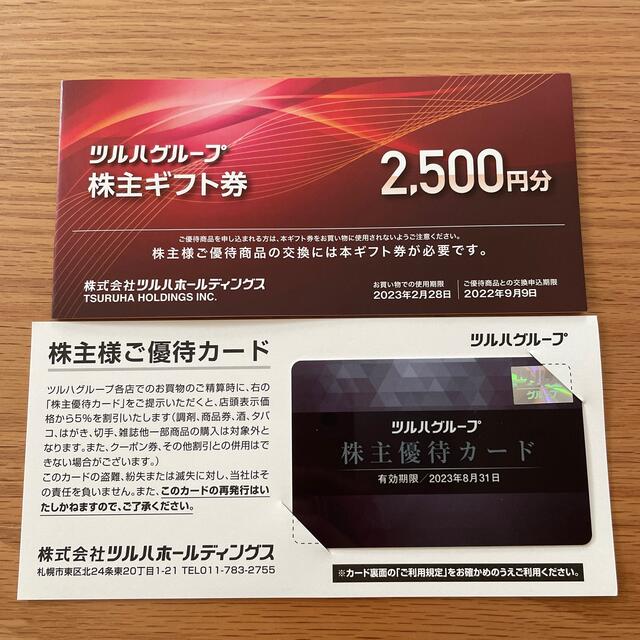 ツルハグループ
株主ギフト券
2,500円分
ご優待商品を申し込まれる方は、本ギフト券をお買い物に使用されないようご注意ください。
株主様ご優待商品の交換には本ギフト券が必要です。
株式会社ツルハホールディングス
TSURUHA HOLDINGS INC.
お買い物での使用期限
2023年2月28日
ご優待商品との交換申込期限
2022年9月9日
株主様ご優待カード
ツルハグループ各店でのお買物のご精算時に、右の
「株主優待カード」をご提示いただくと、店頭表示価
格から5%を割引いたします(調剤、商品券、酒、タバ
コ、はがき、切手、雑誌他一部商品の購入は対象外と
なります。また、クーポン券、その他割引との併用はで
きない場合がございます。)
このカードの盗難、紛失または滅失に対し、当社はそ
の責任を負いません。また、このカードの再発行はい
たしかねますので、ご了承ください。
株式会社ツルハホールディングス
札幌市東区北24条東20丁目1-21 TEL011-783-2755
ツルハグループ
グループ
ツルハグループ
株主優待カード
有効期限/2023年8月31日
※カード裏面の「ご利用規定」をお確かめのうえご利用ください。